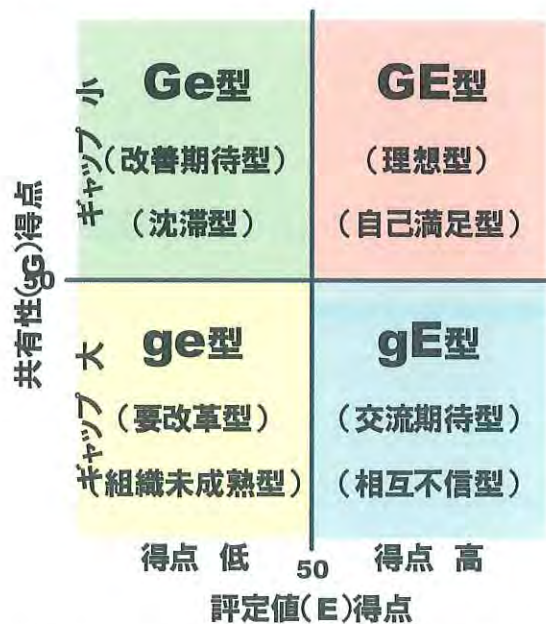 Ge型
(改善期待型)
(沈滞型)
GE型
(理想型)
(自己満足型)
ギャップ 小
共有性(G)得点
50
ge型
(要改革型)
(組織未成熟型)
gE型
(交流期待型)
(相互不信型)
ギャップ 大
得点 低
50
得点 高
評定値(E)得点